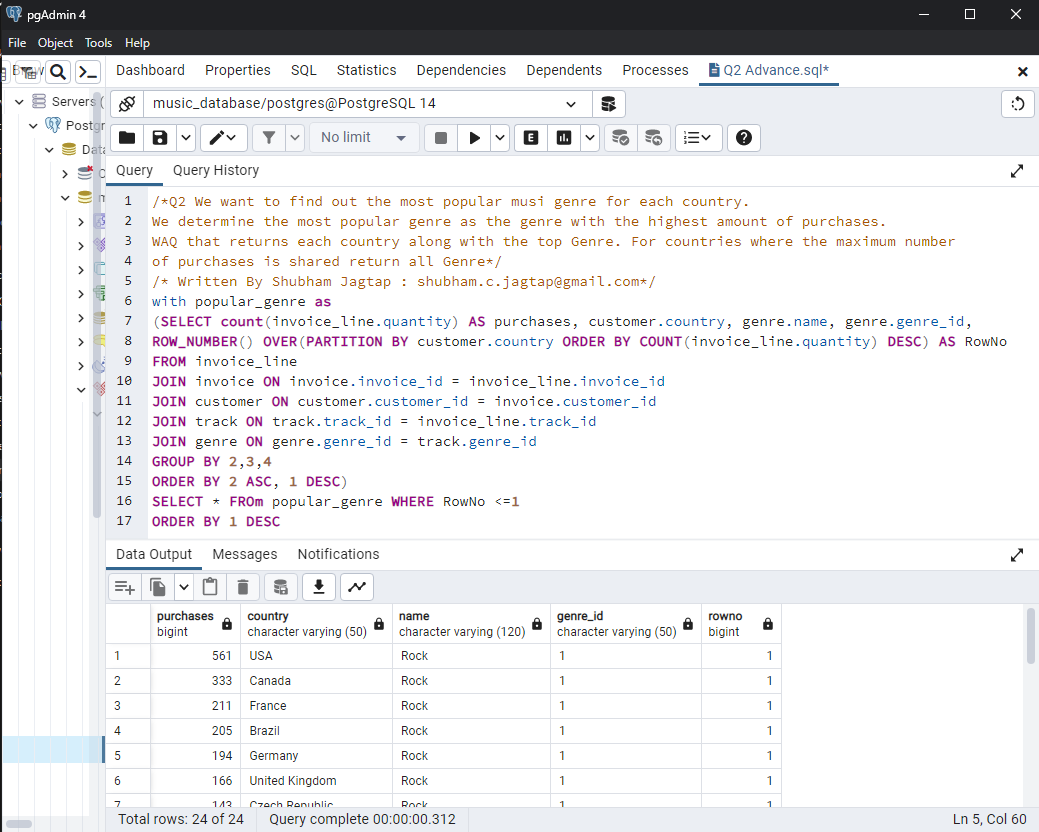 pgAdmin 4
File Object Tools Help
Dashboard Properties SQL Statistics Dependencies Dependents Processes Q2 Advance.sql*
Servers (
music_database/postgres@PostgreSQL 14
Postgr
No limit
E
Data
Query Query History
1 /*Q2 We want to find out the most popular musi genre for each country.
2 We determine the most popular genre as the genre with the highest amount of purchases.
3 WAQ that returns each country along with the top Genre. For countries where the maximum number
4 of purchases is shared return all Genre*/
5 /* Written By Shubham Jagtap : shubham.c.jagtap@gmail.com*/
6 with popular_genre as
7 (SELECT count(invoice_line.quantity) AS purchases, customer.country, genre.name, genre.genre_id,
8 ROW_NUMBER() OVER(PARTITION BY customer.country ORDER BY COUNT(invoice_line.quantity) DESC) AS RowNo
9 FROM invoice_line
10 JOIN invoice ON invoice.invoice_id = invoice_line.invoice_id
11 JOIN customer ON customer.customer_id = invoice.customer_id
12 JOIN track ON track.track_id = invoice_line.track_id
13 JOIN genre ON genre.genre_id = track.genre_id
14 GROUP BY 2,3,4
15 ORDER BY 2 ASC, 1 DESC)
16 SELECT * FROm popular_genre WHERE RowNo <=1
17 ORDER BY 1 DESC
Data Output Messages Notifications
purchases country name genre_id rowno
bigint character varying (50) character varying (120) character varying (50) bigint
1 561 USA Rock 1 1
2 333 Canada Rock 1 1
3 211 France Rock 1 1
4 205 Brazil Rock 1 1
5 194 Germany Rock 1 1
6 166 United Kingdom Rock 1 1
7 143 Czech Republic Rock 1 1
Total rows: 24 of 24 Query complete 00:00:00.312 Ln 5, Col 60